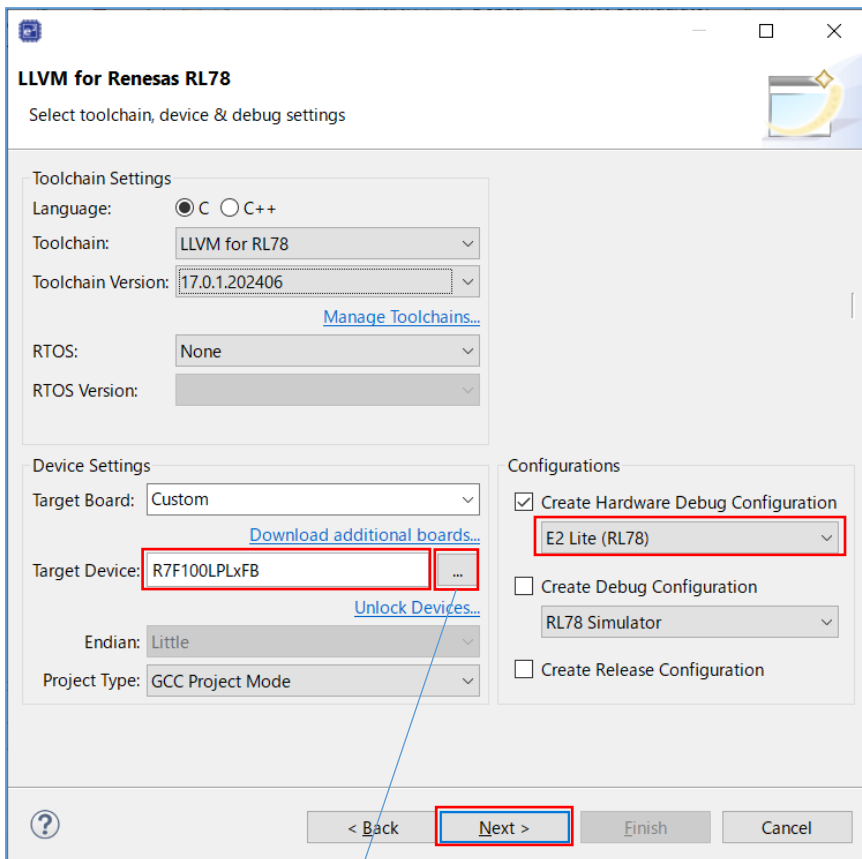 LLVM for Renesas RL78
Select toolchain, device & debug settings
Toolchain Settings
Language: C C++
Toolchain: LLVM for RL78
Toolchain Version: 17.0.1.202406
Manage Toolchains...
RTOS: None
RTOS Version:
Device Settings
Target Board: Custom
Download additional boards...
Target Device: R7F100LPLxFB ...
Unlock Devices...
Endian: Little
Project Type: GCC Project Mode
Configurations
Create Hardware Debug Configuration
E2 Lite (RL78)
Create Debug Configuration
RL78 Simulator
Create Release Configuration
? < Back Next > Finish Cancel